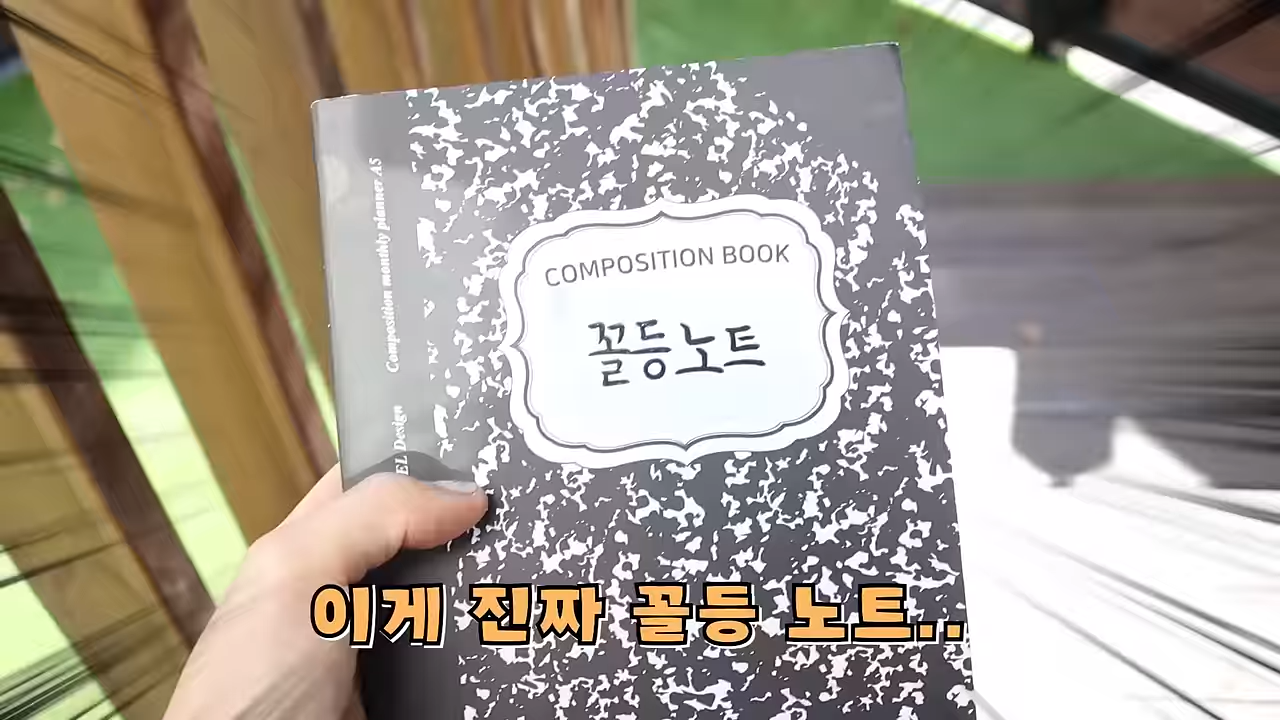 Composition monthly planner AS
EL Design
COMPOSITION BOOK
꼴등노트
이게 진짜 꼴등 노트..